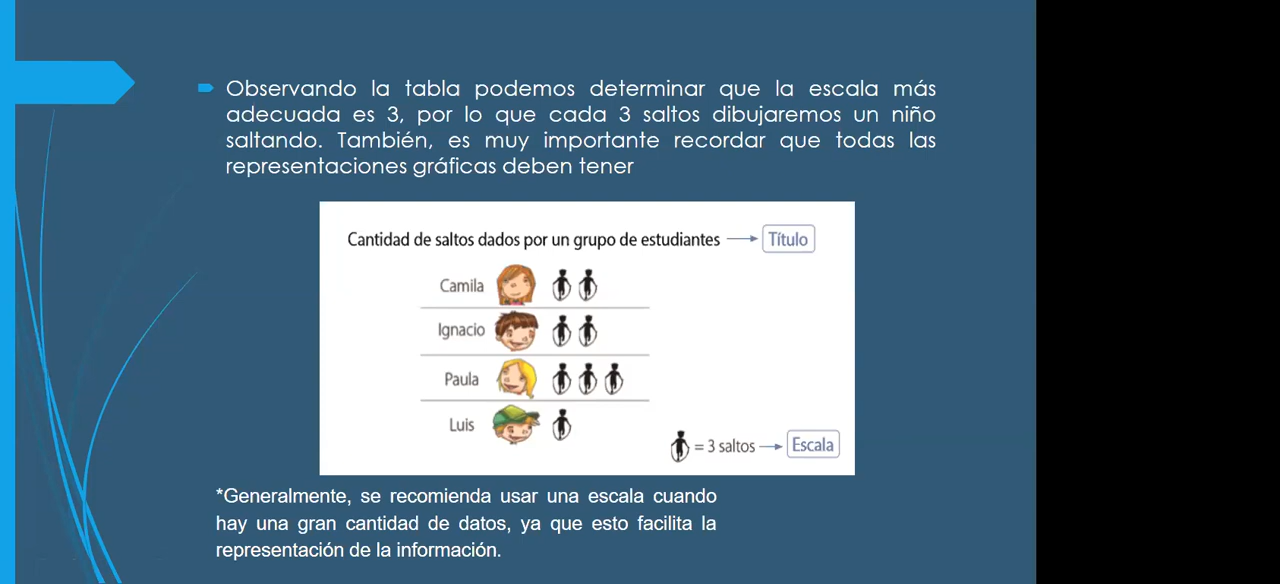 Observando la tabla podemos determinar que la escala más
adecuada es 3, por lo que cada 3 saltos dibujaremos un niño
saltando. También, es muy importante recordar que todas las
representaciones gráficas deben tener
Cantidad de saltos dados por un grupo de estudiantes Título
Camila
Ignacio
Paula
Luis
= 3 saltos Escala
*Generalmente, se recomienda usar una escala cuando
hay una gran cantidad de datos, ya que esto facilita la
representación de la información.